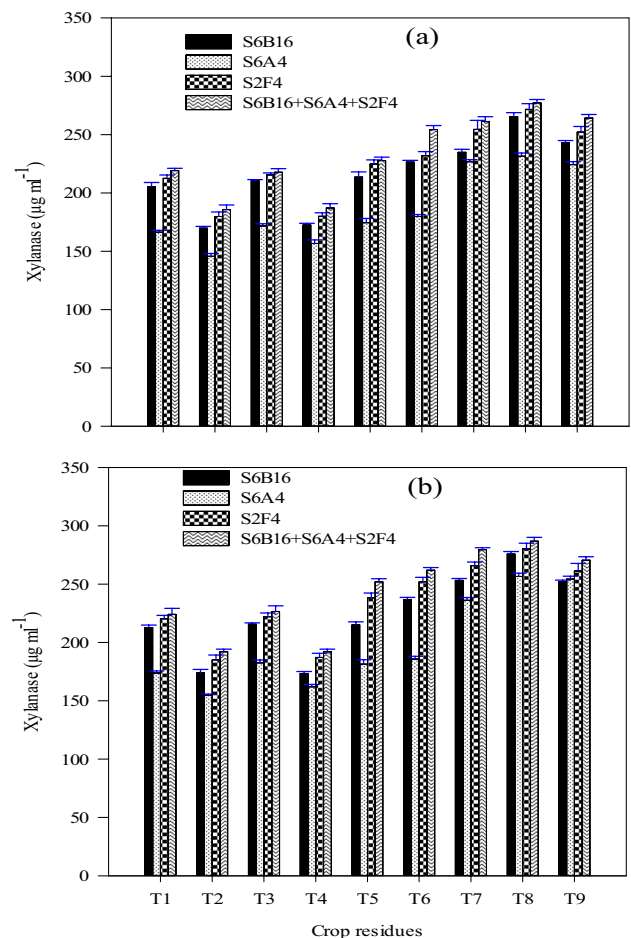 350
300
250
200
150
100
50
0
Xylanase (µg ml⁻¹)
(a)
S6B16
S6A4
S2F4
S6B16+S6A4+S2F4
350
300
250
200
150
100
50
0
Xylanase (µg ml⁻¹)
(b)
S6B16
S6A4
S2F4
S6B16+S6A4+S2F4
T1 T2 T3 T4 T5 T6 T7 T8 T9
Crop residues